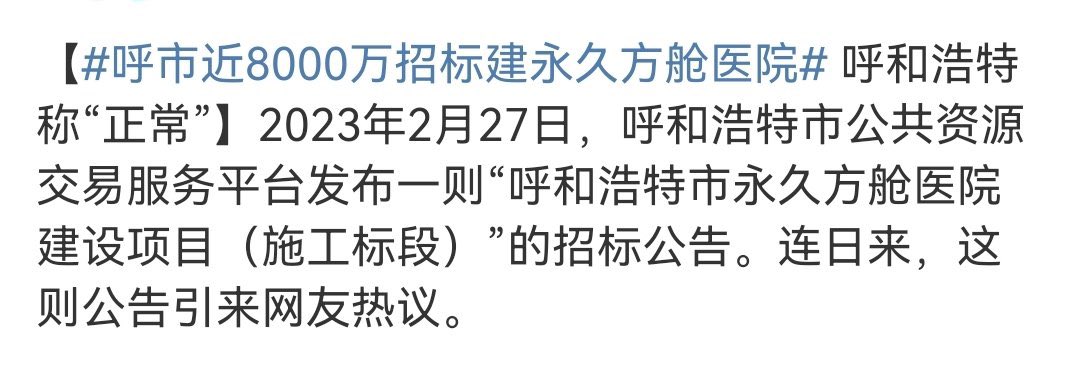 【#呼市近8000万招标建永久方舱医院# 呼和浩特
称“正常”】2023年2月27日，呼和浩特市公共资源
交易服务平台发布一则“呼和浩特市永久方舱医院
建设项目（施工标段）”的招标公告。连日来，这
则公告引来网友热议。